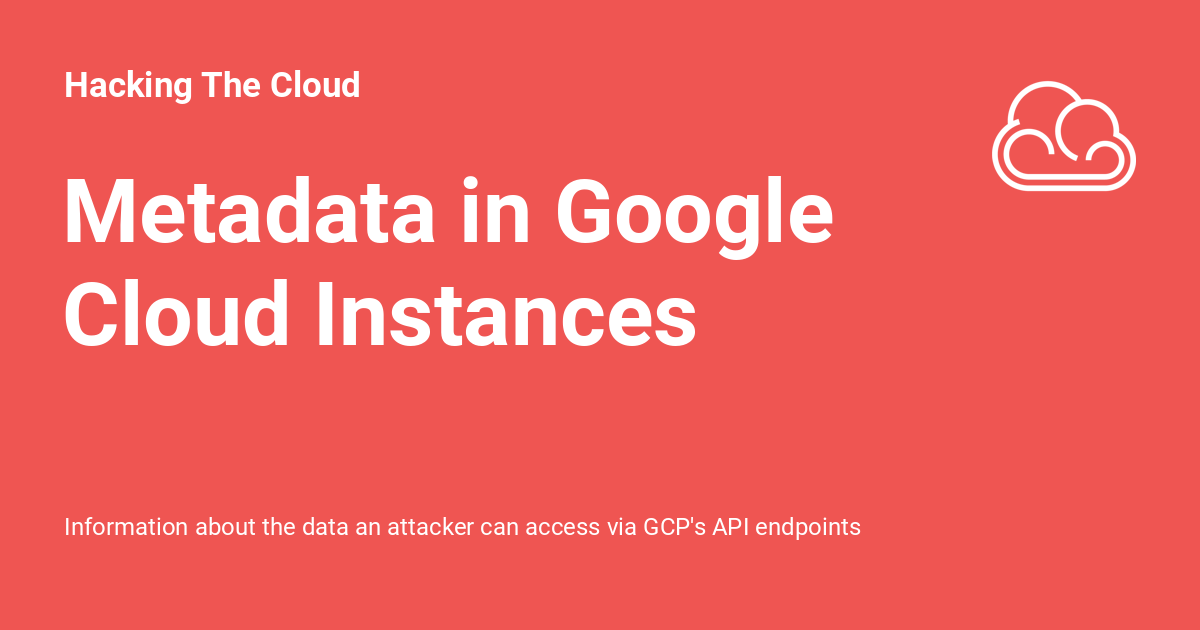 Hacking The Cloud
Metadata in Google
Cloud Instances
Information about the data an attacker can access via GCP's API endpoints